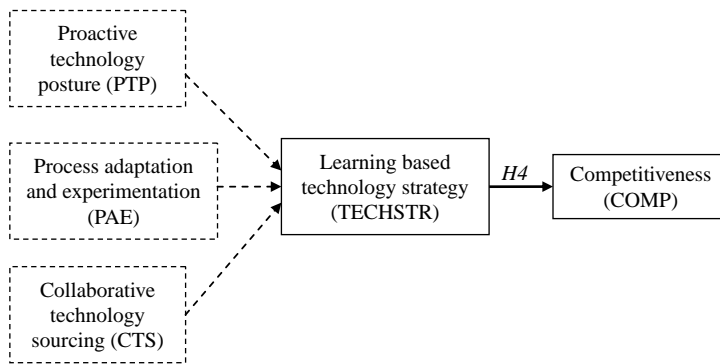 Proactive
technology
posture (PTP)
Process adaptation
and experimentation
(PAE)
Collaborative
technology
sourcing (CTS)
Learning based
technology strategy
(TECHSTR)
H4
Competitiveness
(COMP)